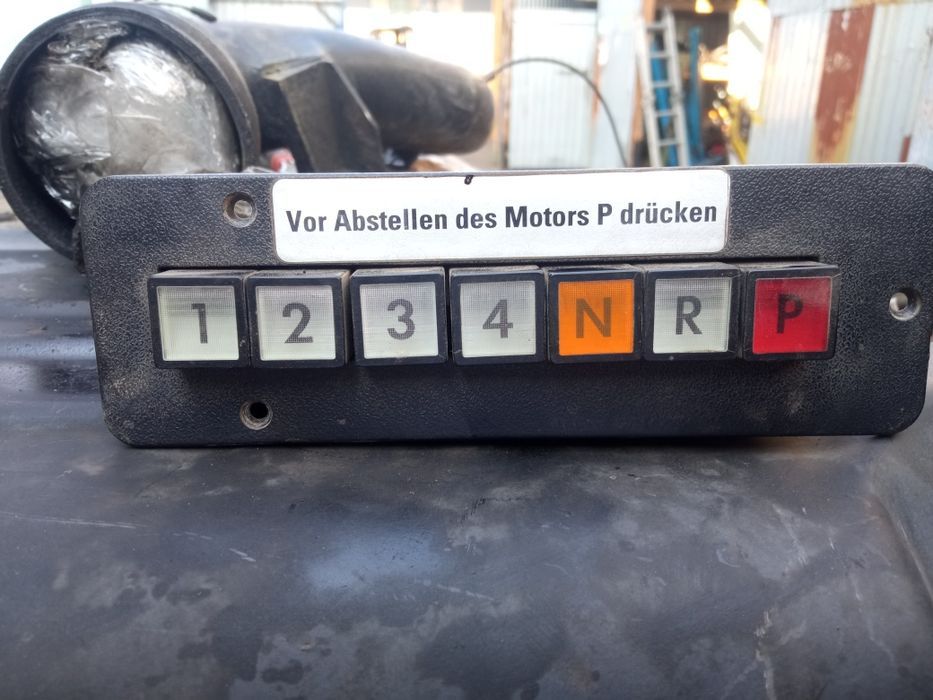 Vor Abstellen des Motors P drücken
1 2 3 4 N R P